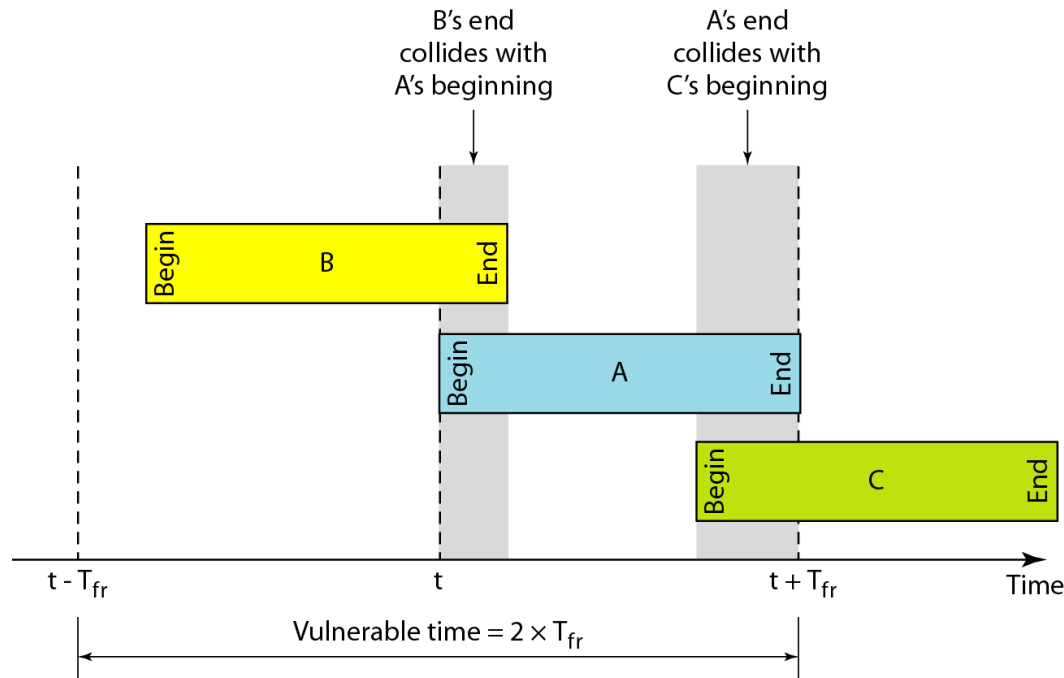 B's end
collides with
A's beginning
A's end
collides with
C's beginning
Begin
B
End
Begin
A
End
Begin
C
End
t - Tfr
t
t + Tfr
Time
Vulnerable time = 2 × Tfr